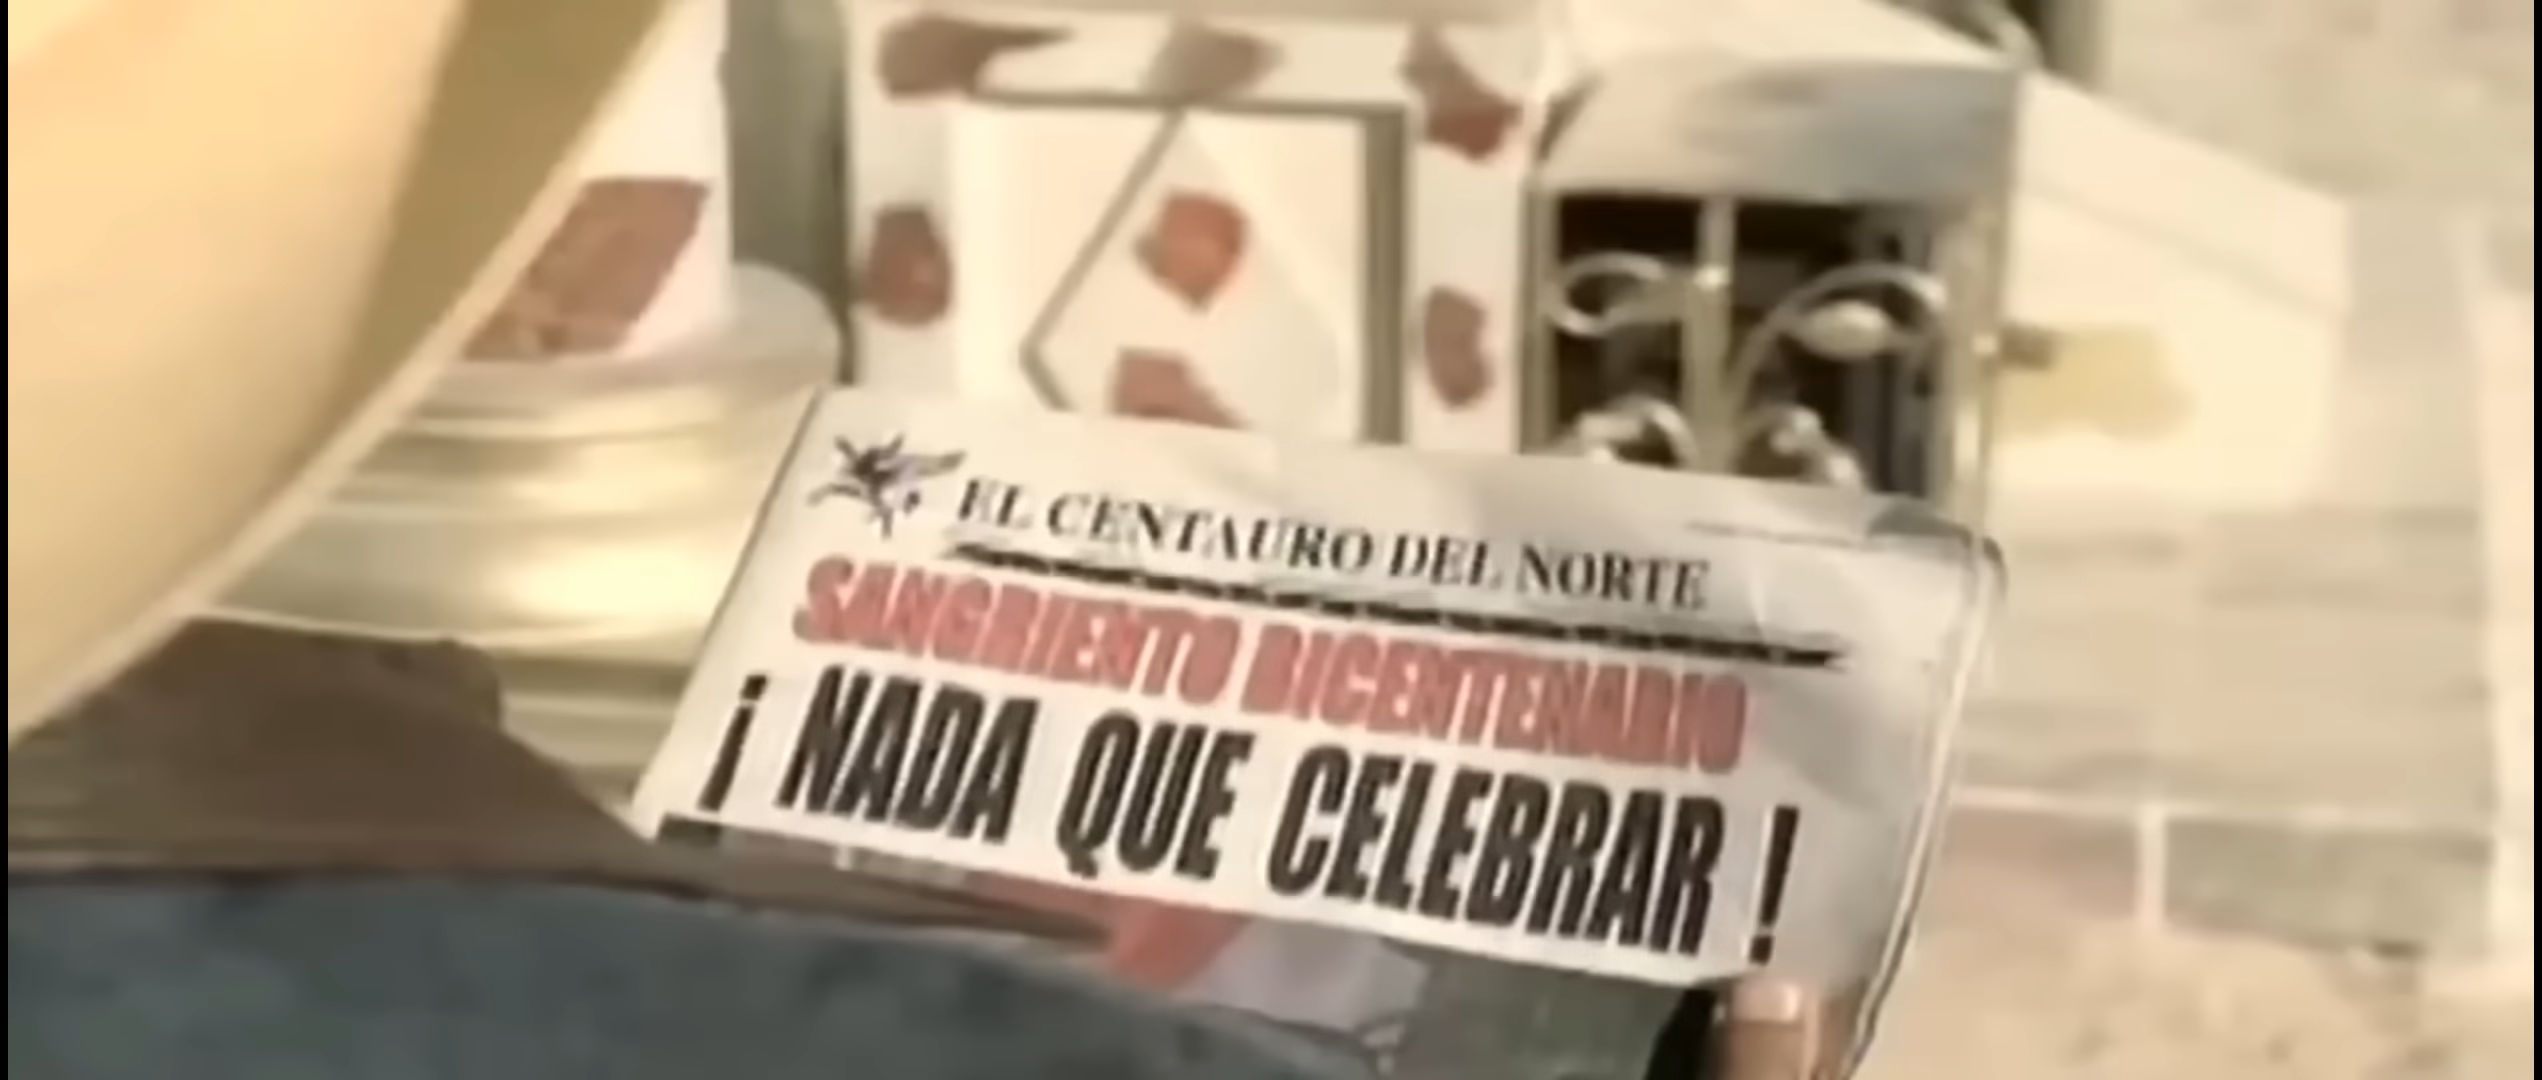 EL CENTAURO DEL NORTE
SANGRIENTO BICENTENARIO
¡ NADA QUE CELEBRAR !